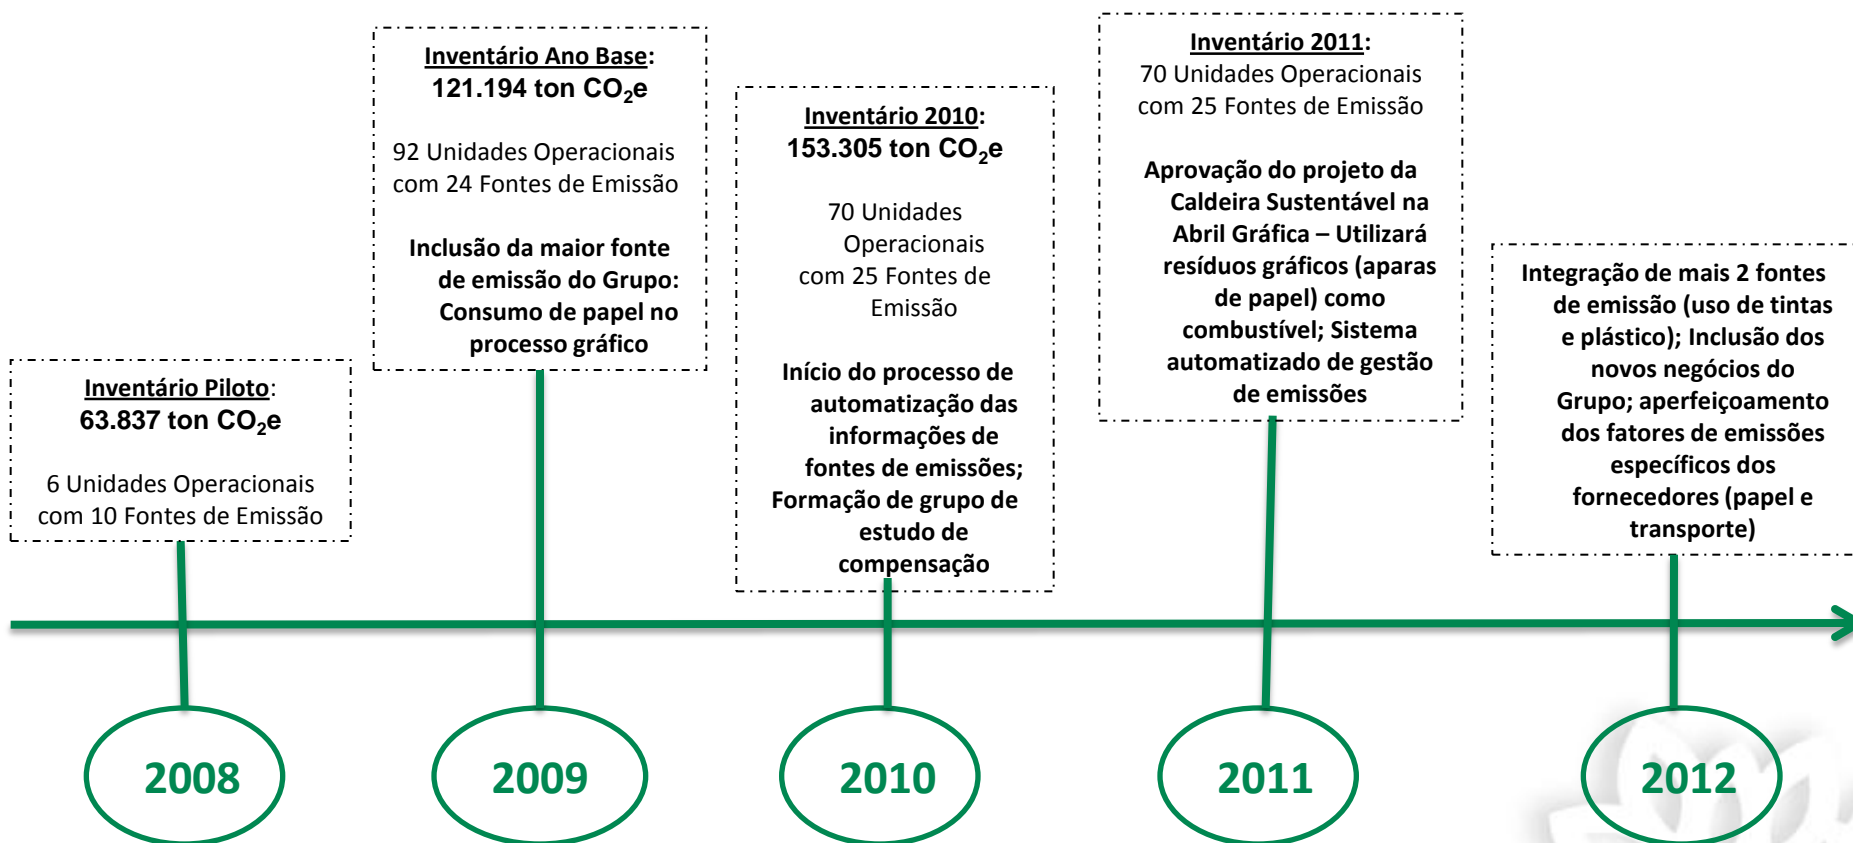 Inventário Piloto:
63.837 ton CO₂e
6 Unidades Operacionais
com 10 Fontes de Emissão
Inventário Ano Base:
121.194 ton CO₂e
92 Unidades Operacionais
com 24 Fontes de Emissão
Inclusão da maior fonte
de emissão do Grupo:
Consumo de papel no
processo gráfico
Inventário 2010:
153.305 ton CO₂e
70 Unidades
Operacionais
com 25 Fontes de
Emissão
Início do processo de
automatização das
informações de
fontes de emissões;
Formação de grupo de
estudo de
compensação
Inventário 2011:
70 Unidades Operacionais
com 25 Fontes de Emissão
Aprovação do projeto da
Caldeira Sustentável na
Abril Gráfica – Utilizará
resíduos gráficos (aparas
de papel) como
combustível; Sistema
automatizado de gestão
de emissões
Integração de mais 2 fontes
de emissão (uso de tintas
e plástico); Inclusão dos
novos negócios do
Grupo; aperfeiçoamento
dos fatores de emissões
específicos dos
fornecedores (papel e
transporte)
2008
2009
2010
2011
2012